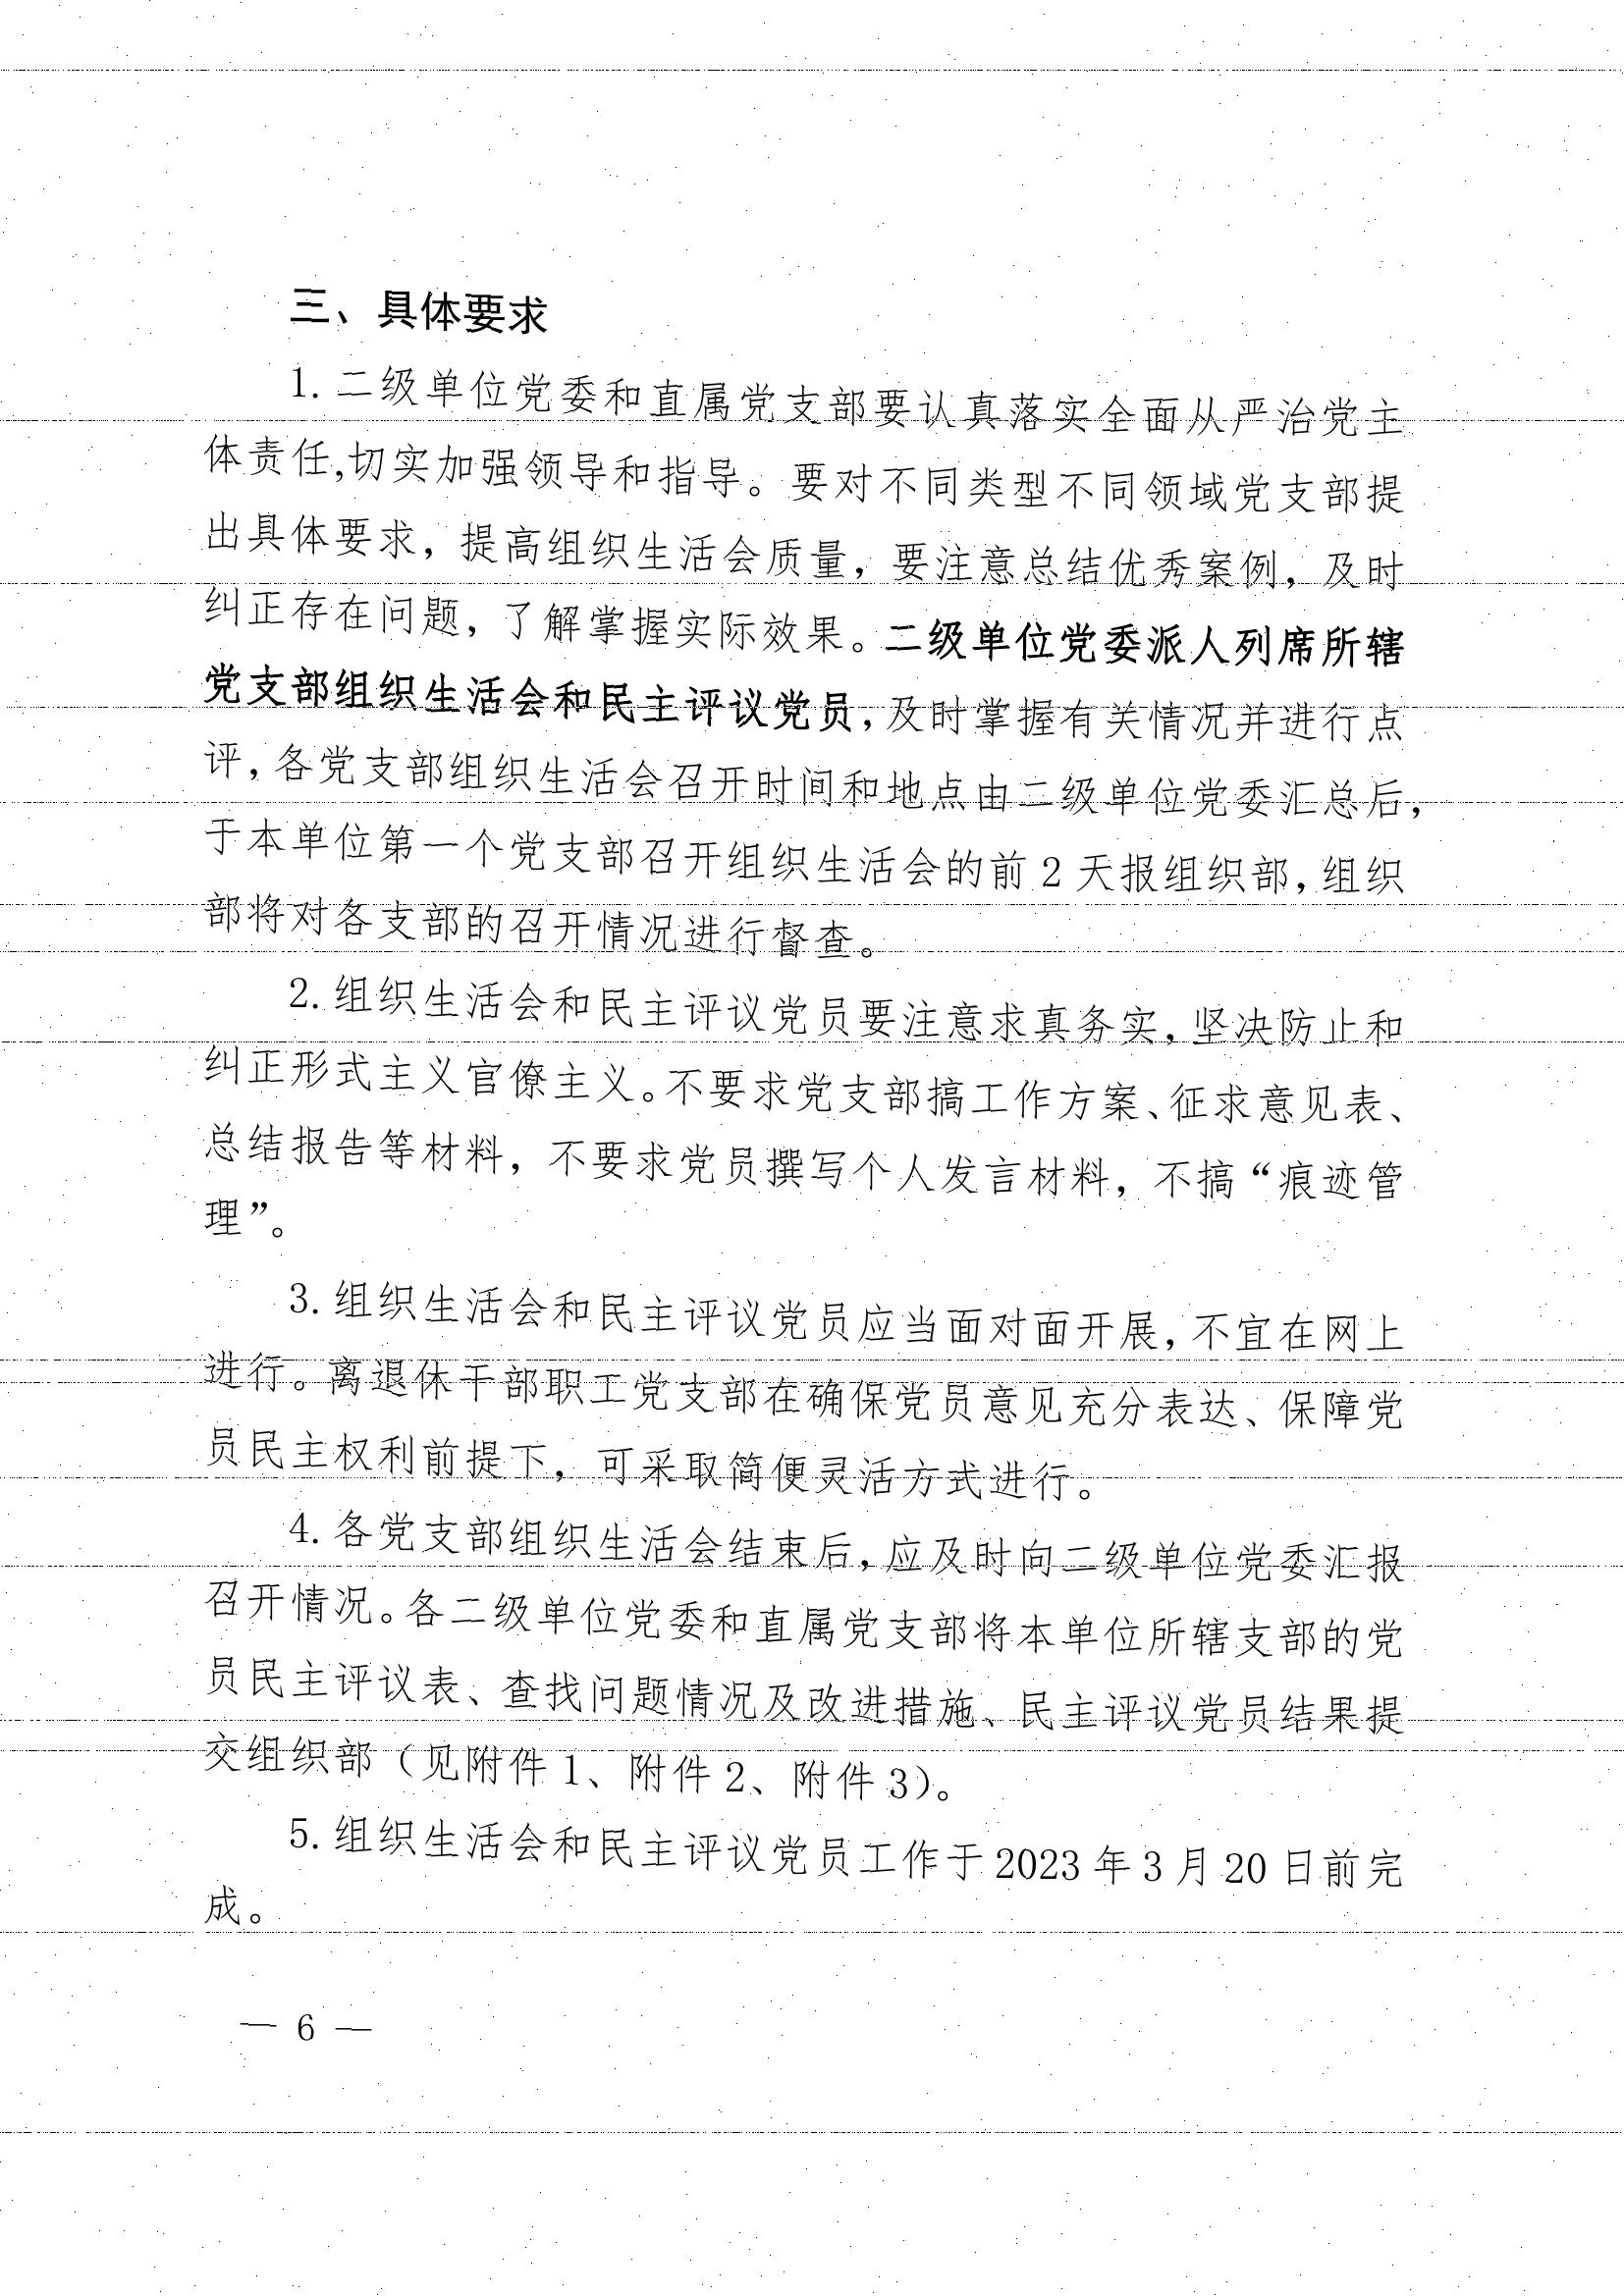 三、具体要求
1.二级单位党委和直属党支部要认真落实全面从严治党主
体责任,切实加强领导和指导。要对不同类型不同领域党支部提
出具体要求，提高组织生活会质量，要注意总结优秀案例，及时
纠正存在问题，了解掌握实际效果。二级单位党委派人列席所辖
党支部组织生活会和民主评议党员，及时掌握有关情况并进行点
评，各党支部组织生活会召开时间和地点由二级单位党委汇总后，
于本单位第一个党支部召开组织生活会的前2天报组织部，组织
部将对各支部的召开情况进行督查。
2.组织生活会和民主评议党员要注意求真务实，坚决防止和
纠正形式主义官僚主义。不要求党支部搞工作方案、征求意见表、
总结报告等材料，不要求党员撰写个人发言材料，不搞“痕迹管
理”。
3.组织生活会和民主评议党员应当面对面开展，不宜在网上
进行。离退休干部职工党支部在确保党员意见充分表达、保障党
员民主权利前提下，可采取简便灵活方式进行。
4.各党支部组织生活会结束后，应及时向二级单位党委汇报
召开情况。各二级单位党委和直属党支部将本单位所辖支部的党
员民主评议表、查找问题情况及改进措施、民主评议党员结果提
交组织部（见附件1、附件2、附件3）。
5.组织生活会和民主评议党员工作于2023年3月20日前完
成。
— 6 —